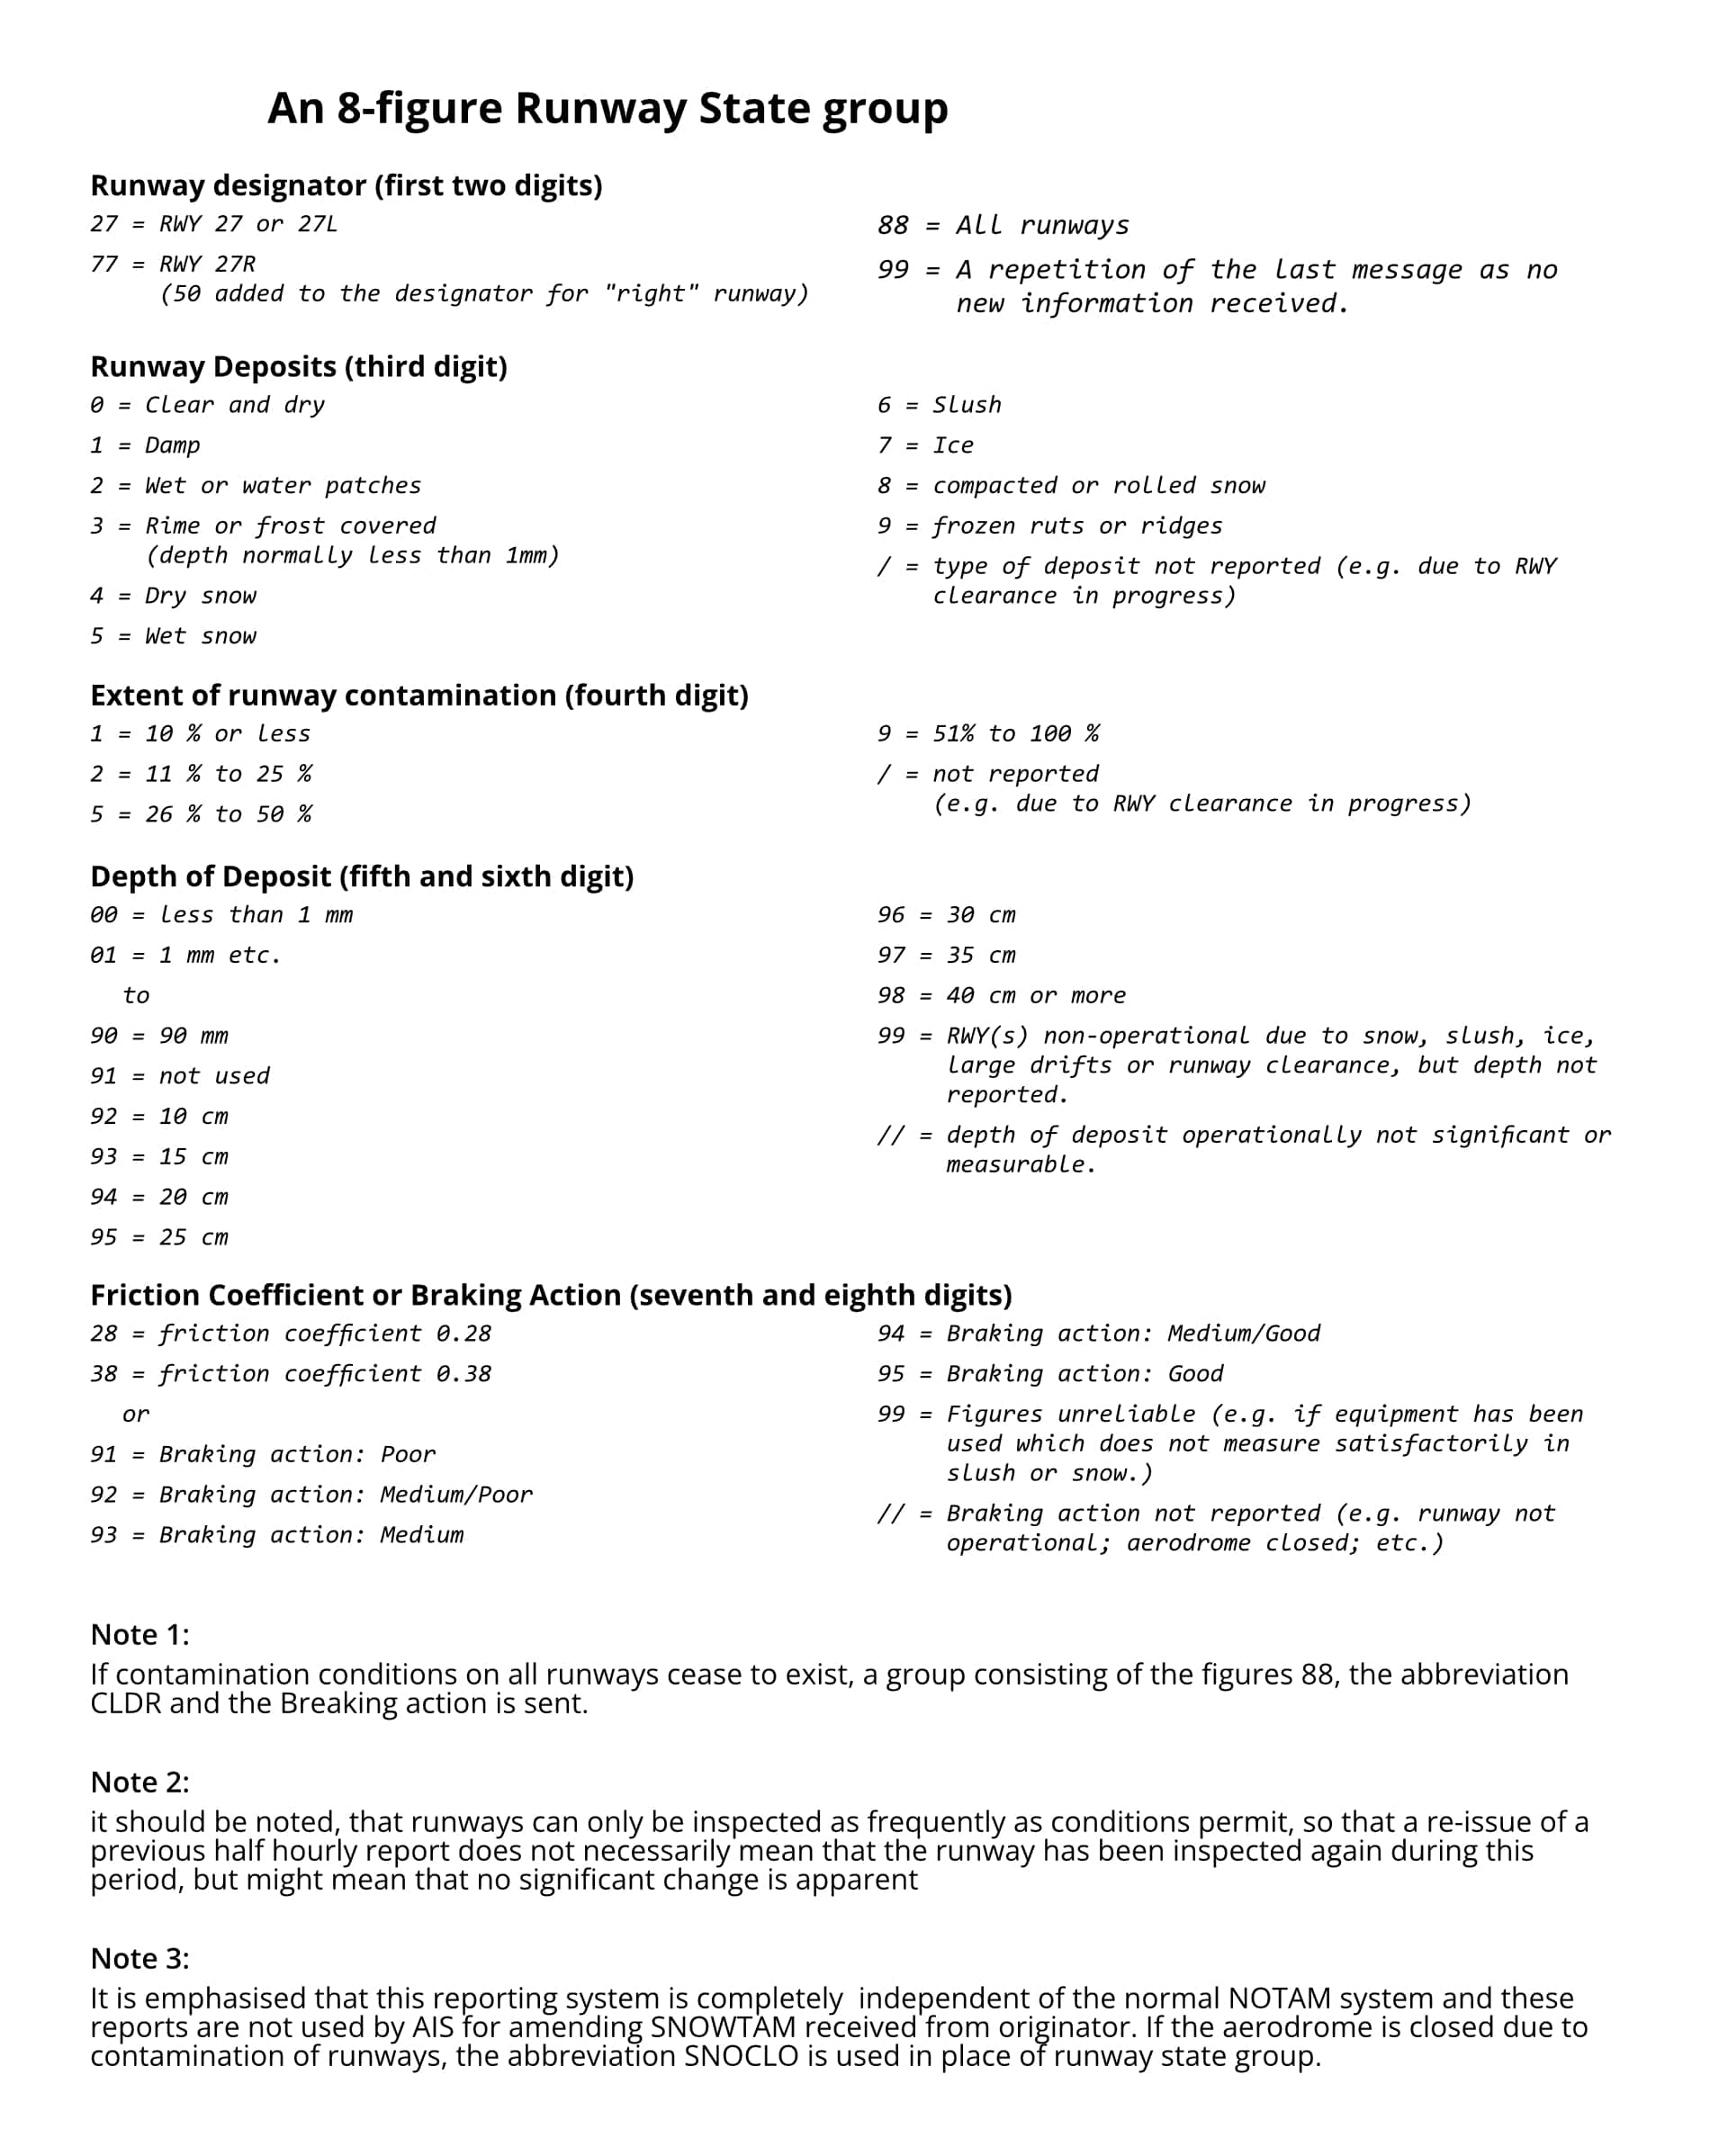 An 8-figure Runway State group
Runway designator (first two digits)
27 = RWY 27 or 27L
77 = RWY 27R
(50 added to the designator for "right" runway)
88 = All runways
99 = A repetition of the last message as no
new information received.
Runway Deposits (third digit)
0 = Clear and dry
1 = Damp
2 = Wet or water patches
3 = Rime or frost covered
(depth normally less than 1mm)
4 = Dry snow
5 = Wet snow
6 = Slush
7 = Ice
8 = compacted or rolled snow
9 = frozen ruts or ridges
/ = type of deposit not reported (e.g. due to RWY
clearance in progress)
Extent of runway contamination (fourth digit)
1 = 10 % or less
2 = 11 % to 25 %
5 = 26 % to 50 %
9 = 51% to 100 %
/ = not reported
(e.g. due to RWY clearance in progress)
Depth of Deposit (fifth and sixth digit)
00 = less than 1 mm
01 = 1 mm etc.
to
90 = 90 mm
91 = not used
92 = 10 cm
93 = 15 cm
94 = 20 cm
95 = 25 cm
96 = 30 cm
97 = 35 cm
98 = 40 cm or more
99 = RWY(s) non-operational due to snow, slush, ice,
large drifts or runway clearance, but depth not
reported.
// = depth of deposit operationally not significant or
measurable.
Friction Coefficient or Braking Action (seventh and eighth digits)
28 = friction coefficient 0.28
38 = friction coefficient 0.38
or
91 = Braking action: Poor
92 = Braking action: Medium/Poor
93 = Braking action: Medium
94 = Braking action: Medium/Good
95 = Braking action: Good
99 = Figures unreliable (e.g. if equipment has been
used which does not measure satisfactorily in
slush or snow.)
// = Braking action not reported (e.g. runway not
operational; aerodrome closed; etc.)
Note 1:
If contamination conditions on all runways cease to exist, a group consisting of the figures 88, the abbreviation
CLDR and the Breaking action is sent.
Note 2:
it should be noted, that runways can only be inspected as frequently as conditions permit, so that a re-issue of a
previous half hourly report does not necessarily mean that the runway has been inspected again during this
period, but might mean that no significant change is apparent
Note 3:
It is emphasised that this reporting system is completely independent of the normal NOTAM system and these
reports are not used by AIS for amending SNOWTAM received from originator. If the aerodrome is closed due to
contamination of runways, the abbreviation SNOCLO is used in place of runway state group.